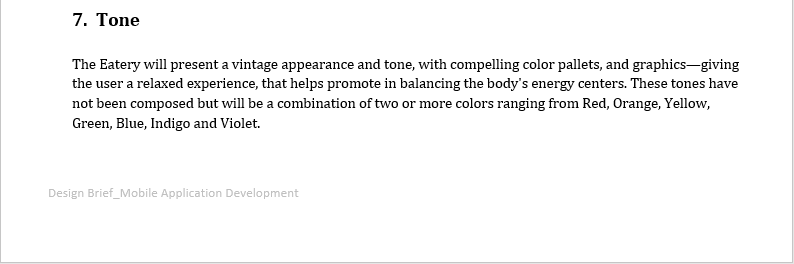 7. Tone
The Eatery will present a vintage appearance and tone, with compelling color pallets, and graphics—giving
the user a relaxed experience, that helps promote in balancing the body's energy centers. These tones have
not been composed but will be a combination of two or more colors ranging from Red, Orange, Yellow,
Green, Blue, Indigo and Violet.
Design Brief_Mobile Application Development